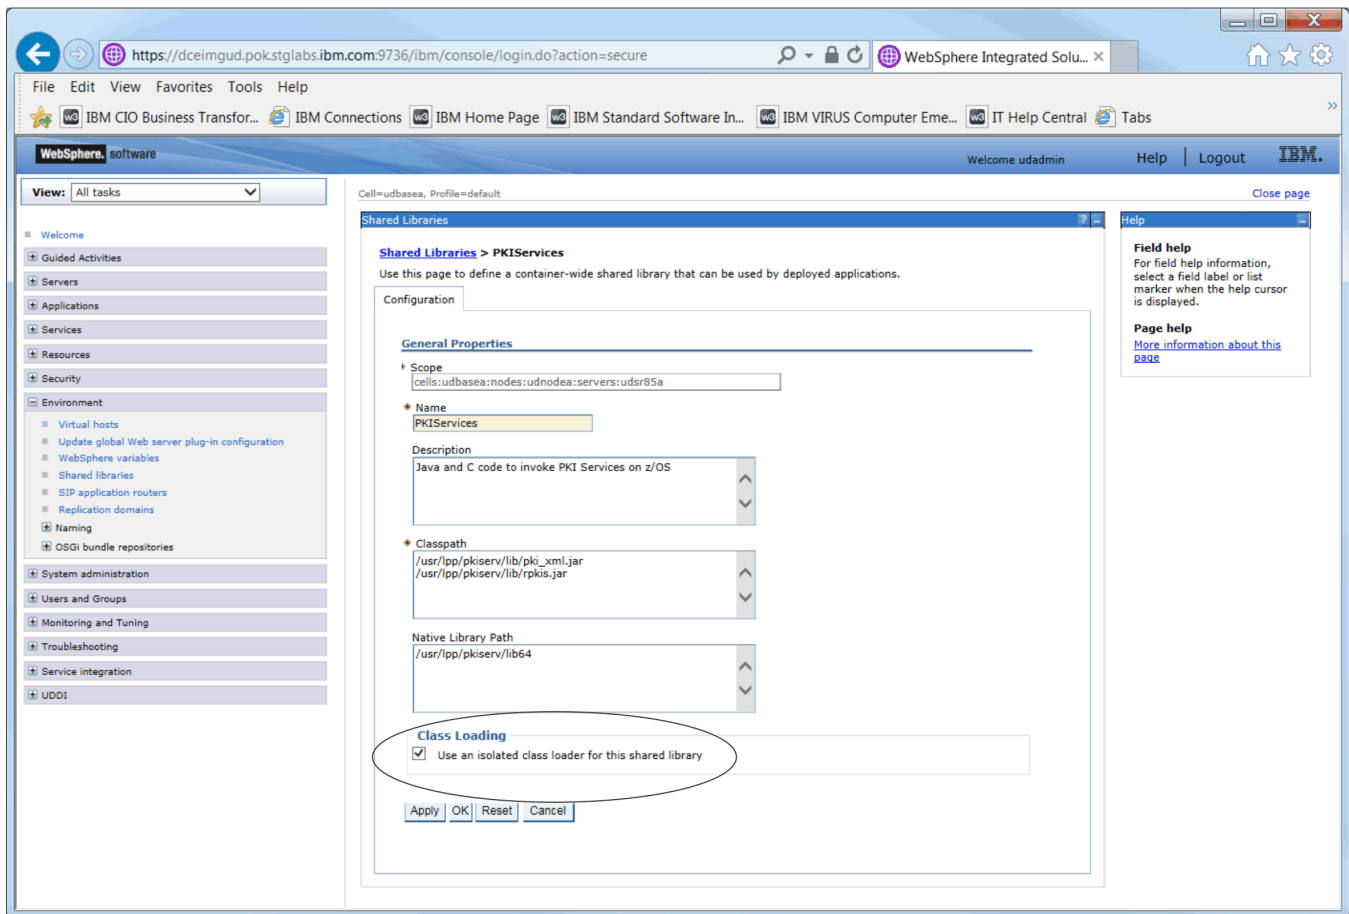 https://dceimgud.pok.stglabs.ibm.com:9736/ibm/console/login.do?action=secure
WebSphere Integrated Solu...
File Edit View Favorites Tools Help
w3 IBM CIO Business Transfor... IBM Connections w3 IBM Home Page w3 IBM Standard Software In... w3 IBM VIRUS Computer Eme... w3 IT Help Central Tabs
WebSphere. software
Welcome udadmin
Help | Logout
IBM.
View: All tasks
Welcome
Guided Activities
Servers
Applications
Services
Resources
Security
Environment
Virtual hosts
Update global Web server plug-in configuration
WebSphere variables
Shared libraries
SIP application routers
Replication domains
Naming
OSGi bundle repositories
System administration
Users and Groups
Monitoring and Tuning
Troubleshooting
Service integration
UDDI
Cell=udbasea, Profile=default
Close page
Shared Libraries
?
Shared Libraries > PKIServices
Use this page to define a container-wide shared library that can be used by deployed applications.
Configuration
General Properties
Scope
cells:udbasea:nodes:udnodea:servers:udsr85a
Name
PKIServices
Description
Java and C code to invoke PKI Services on z/OS
Classpath
/usr/lpp/pkiserv/lib/pki_xml.jar
/usr/lpp/pkiserv/lib/rpkis.jar
Native Library Path
/usr/lpp/pkiserv/lib64
Class Loading
Use an isolated class loader for this shared library
Apply OK Reset Cancel
Help
Field help
For field help information,
select a field label or list
marker when the help cursor
is displayed.
Page help
More information about this
page